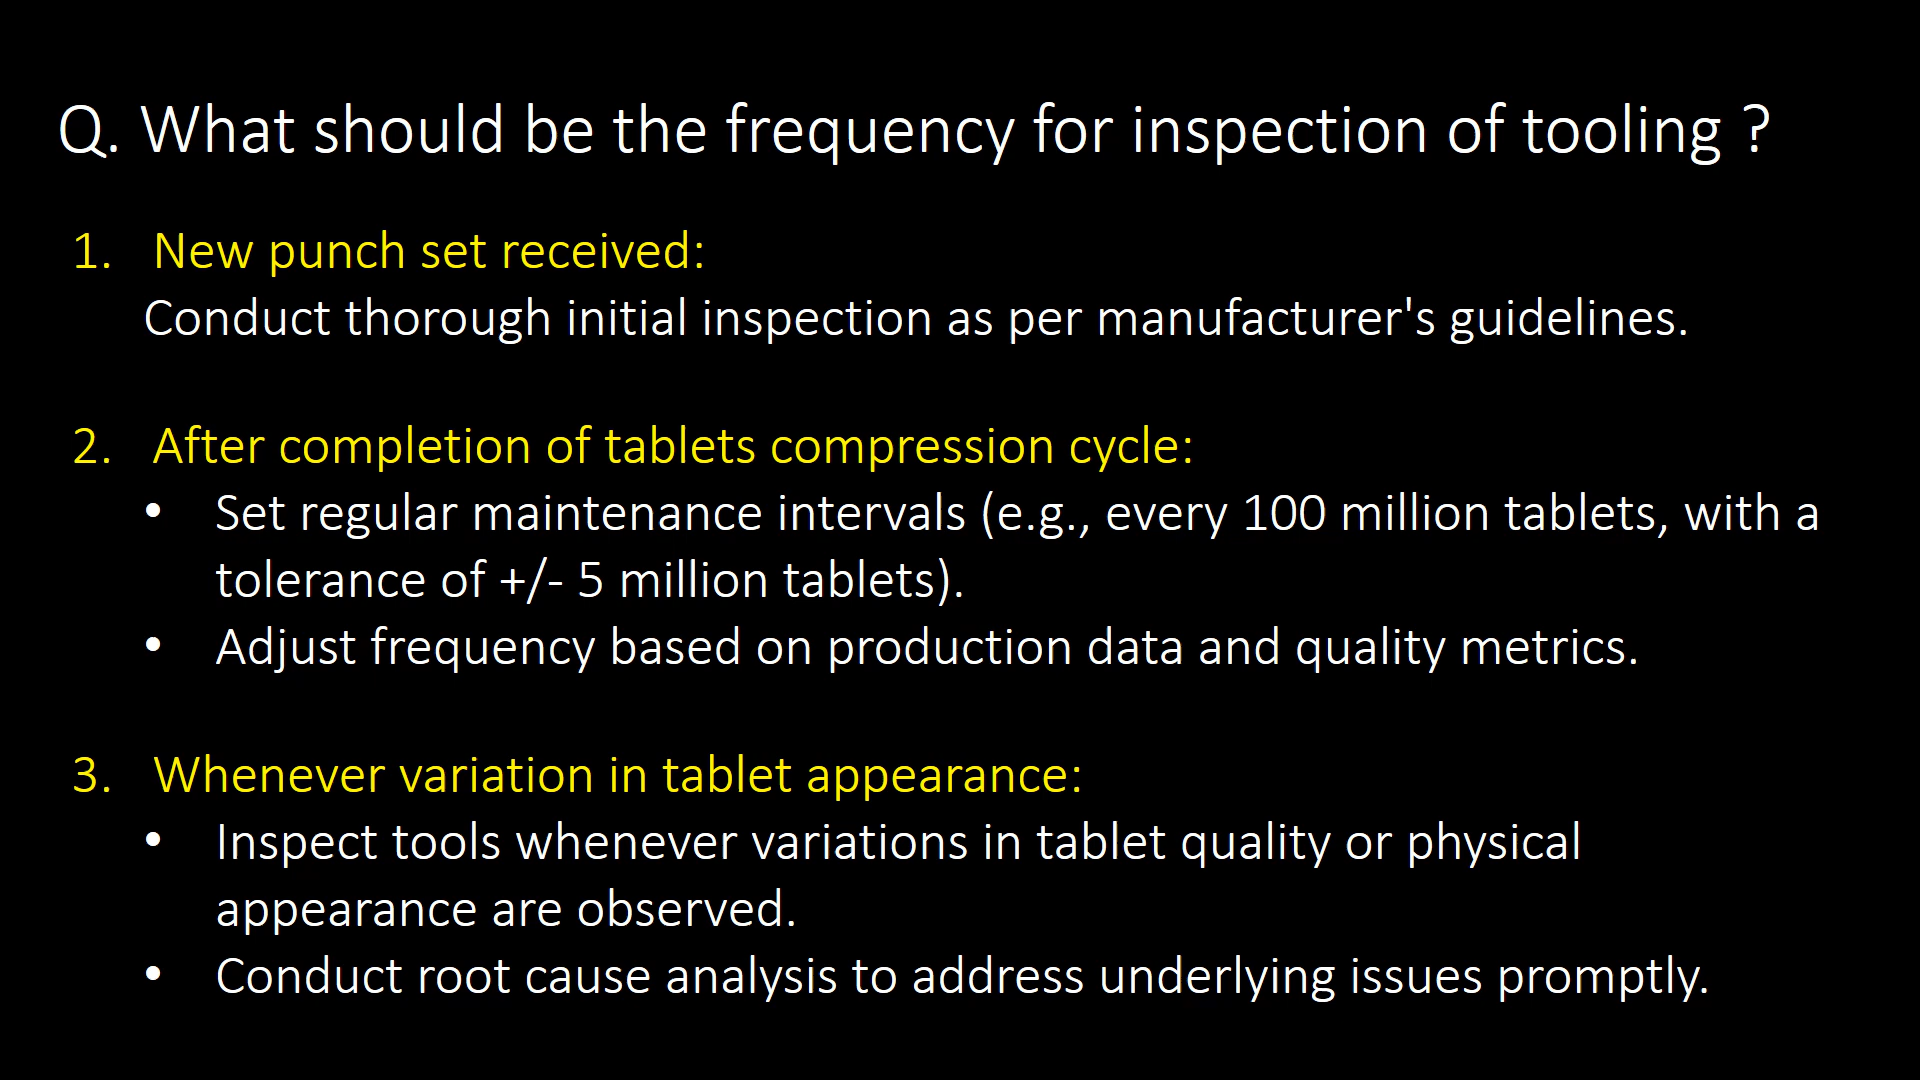 Q. What should be the frequency for inspection of tooling ?
1. New punch set received:
Conduct thorough initial inspection as per manufacturer's guidelines.
2. After completion of tablets compression cycle:
• Set regular maintenance intervals (e.g., every 100 million tablets, with a
tolerance of +/- 5 million tablets).
• Adjust frequency based on production data and quality metrics.
3. Whenever variation in tablet appearance:
• Inspect tools whenever variations in tablet quality or physical
appearance are observed.
• Conduct root cause analysis to address underlying issues promptly.